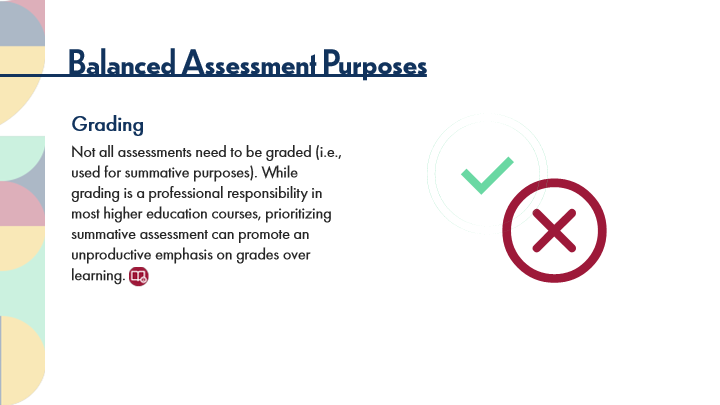 Balanced Assessment Purposes
Grading
Not all assessments need to be graded (i.e.,
used for summative purposes). While
grading is a professional responsibility in
most higher education courses, prioritizing
summative assessment can promote an
unproductive emphasis on grades over
learning.